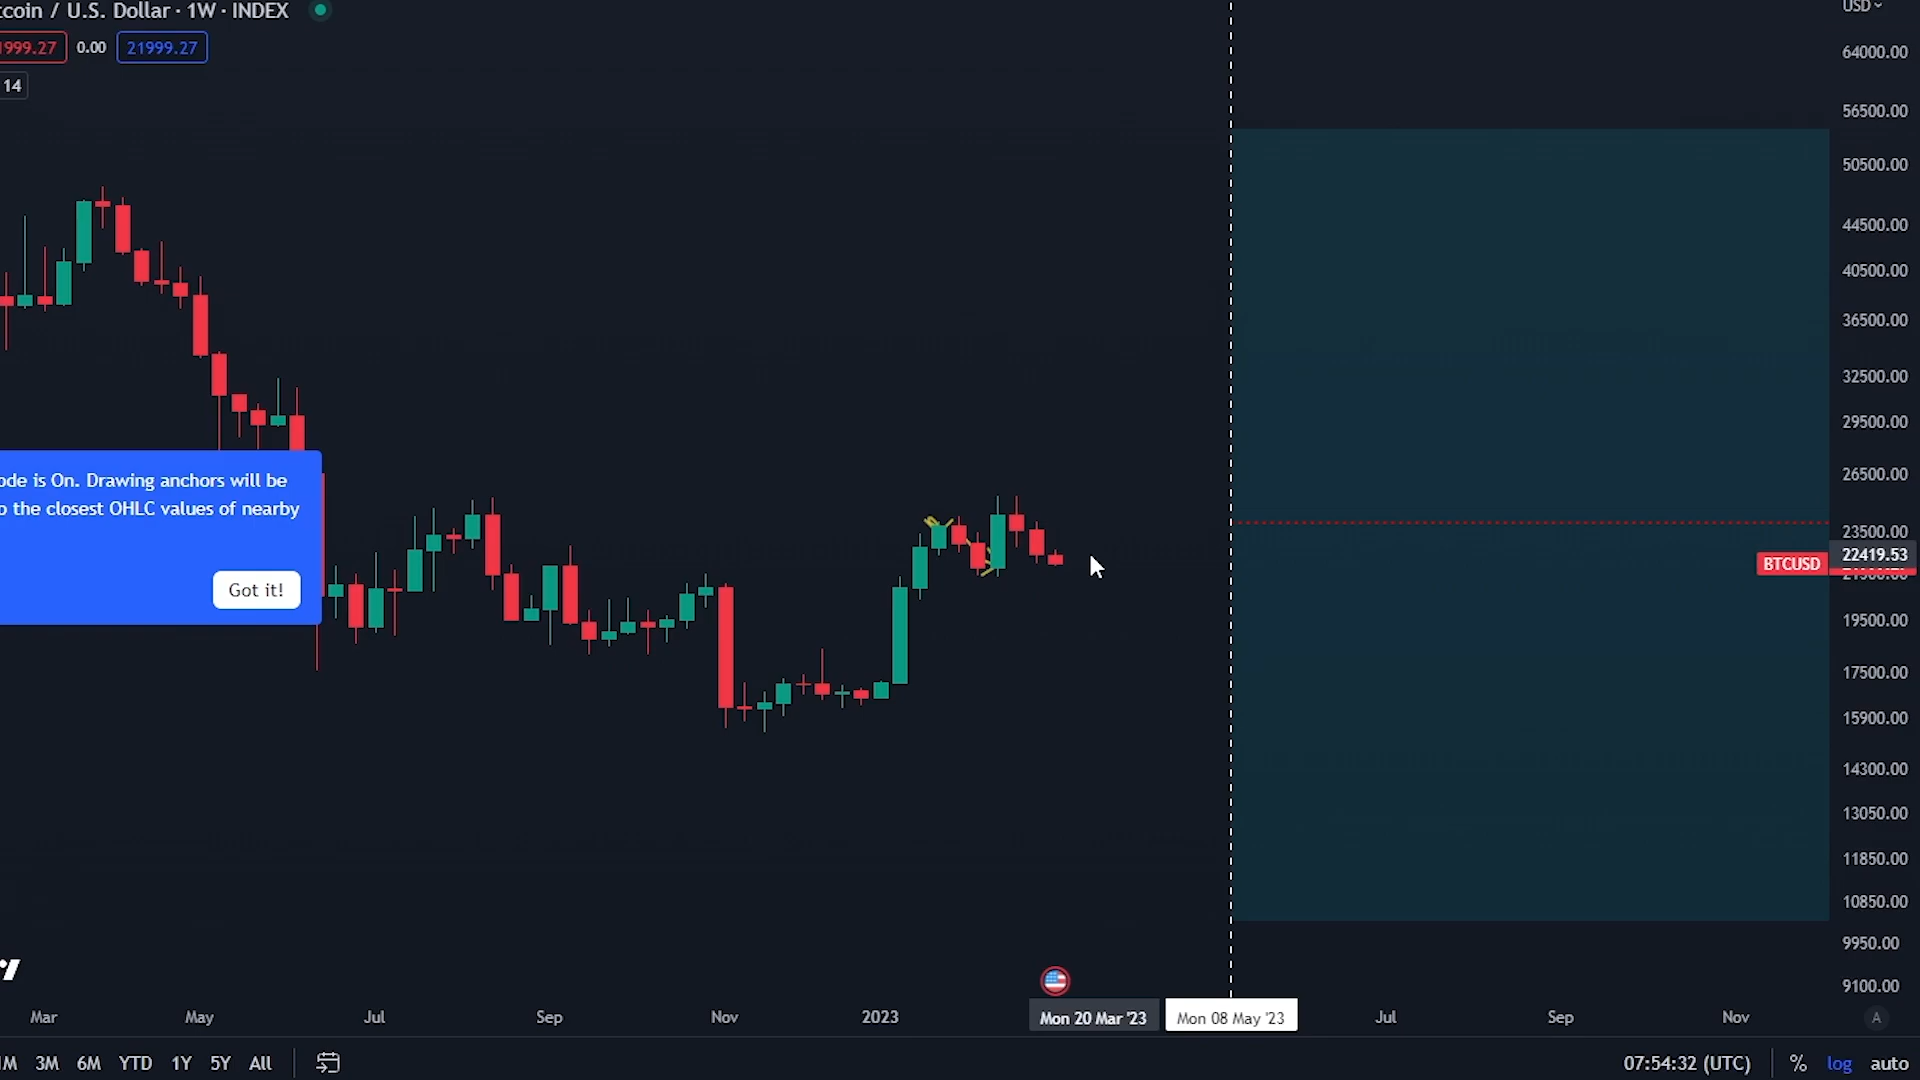 tcoin / U.S. Dollar · 1W · INDEX
USD
1999.27 0.00 21999.27
14
64000.00
56500.00
50500.00
44500.00
40500.00
36500.00
32500.00
29500.00
26500.00
23500.00
22419.53
BTCUSD
19500.00
17500.00
15900.00
14300.00
13050.00
11850.00
10850.00
9950.00
9100.00
ode is On. Drawing anchors will be
o the closest OHLC values of nearby
Got it!
Mar May Jul Sep Nov 2023 Mon 20 Mar '23 Mon 08 May '23 Jul Sep Nov A
1M 3M 6M YTD 1Y 5Y All 07:54:32 (UTC) % log auto